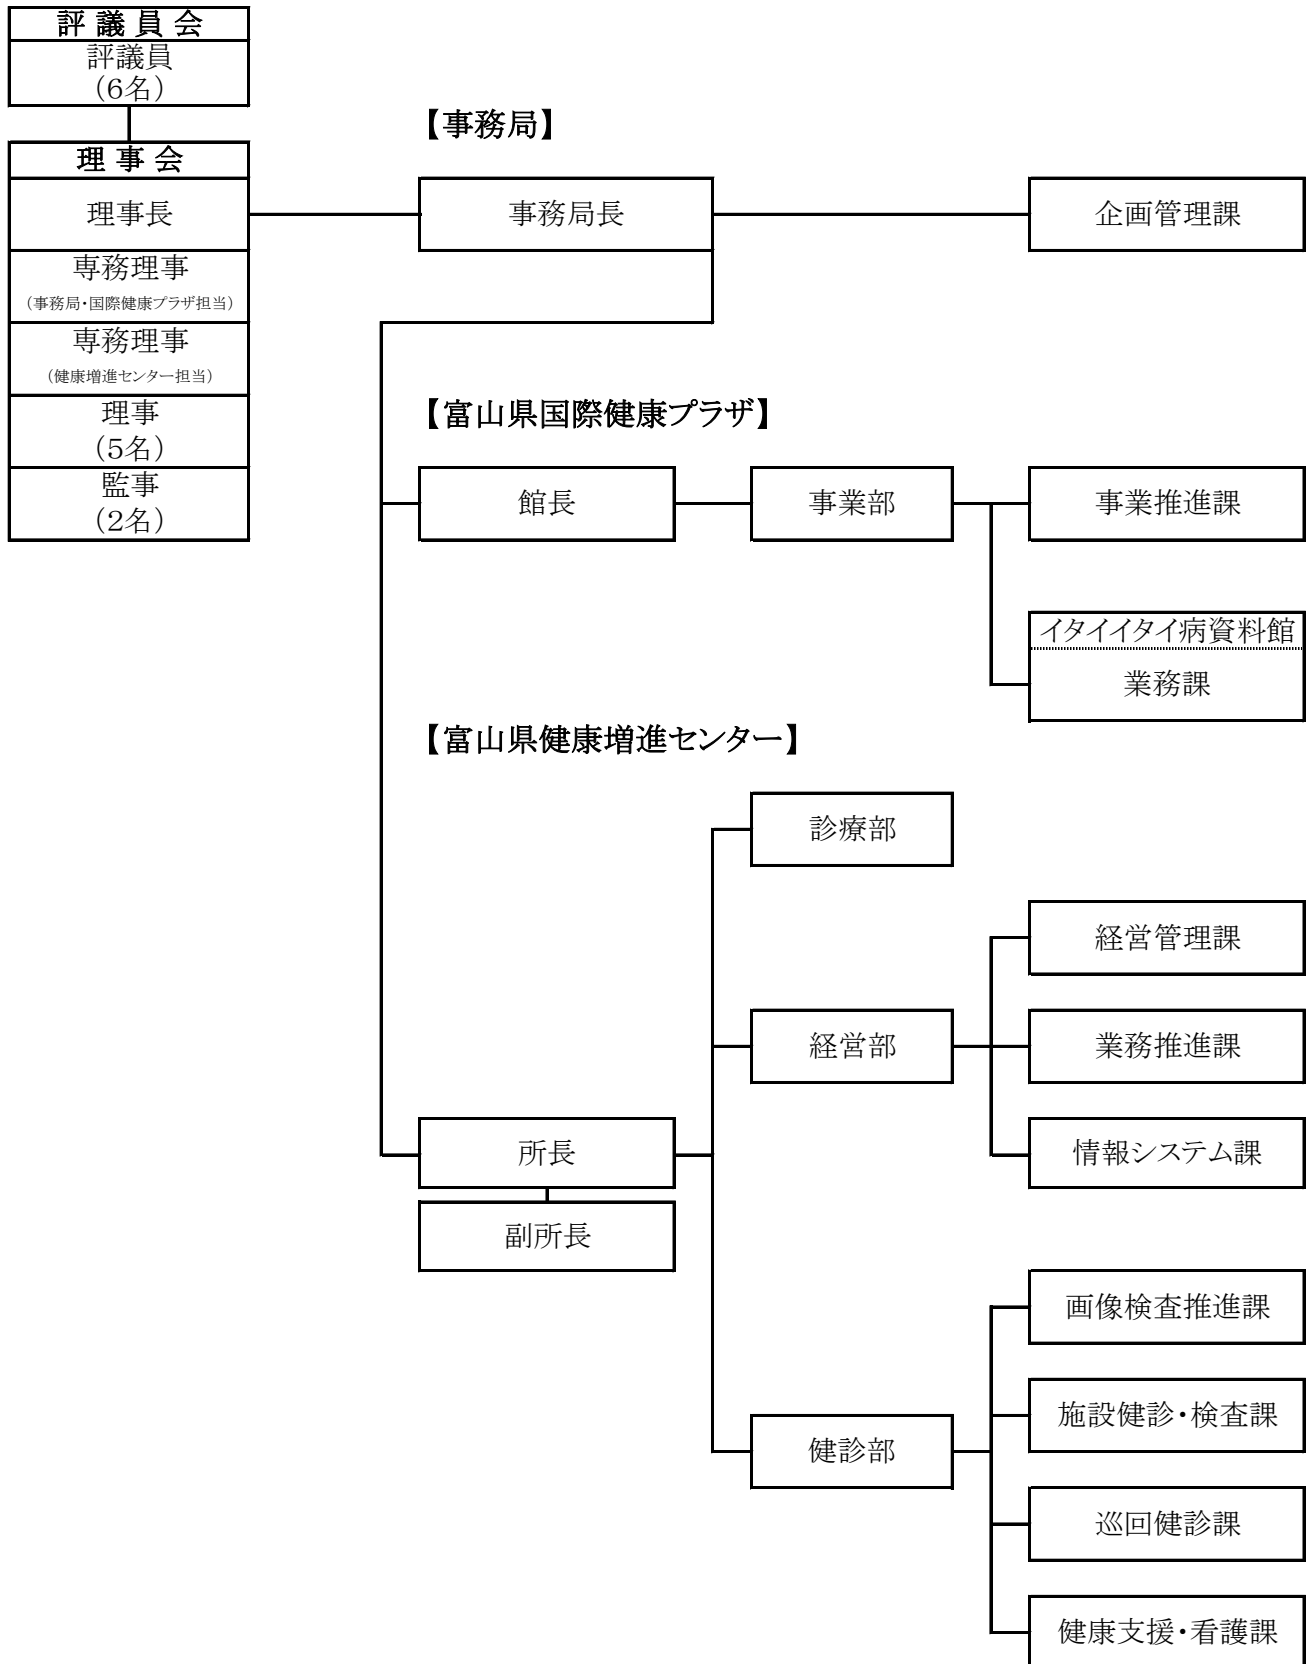 評議員会
評議員
（6名）
理事会
理事長
専務理事
（事務局・国際健康プラザ担当）
専務理事
（健康増進センター担当）
理事
（5名）
監事
（2名）
【事務局】
事務局長
企画管理課
【富山県国際健康プラザ】
館長
事業部
事業推進課
イタイイタイ病資料館
業務課
【富山県健康増進センター】
診療部
経営管理課
経営部
業務推進課
所長
情報システム課
副所長
画像検査推進課
施設健診・検査課
健診部
巡回健診課
健康支援・看護課